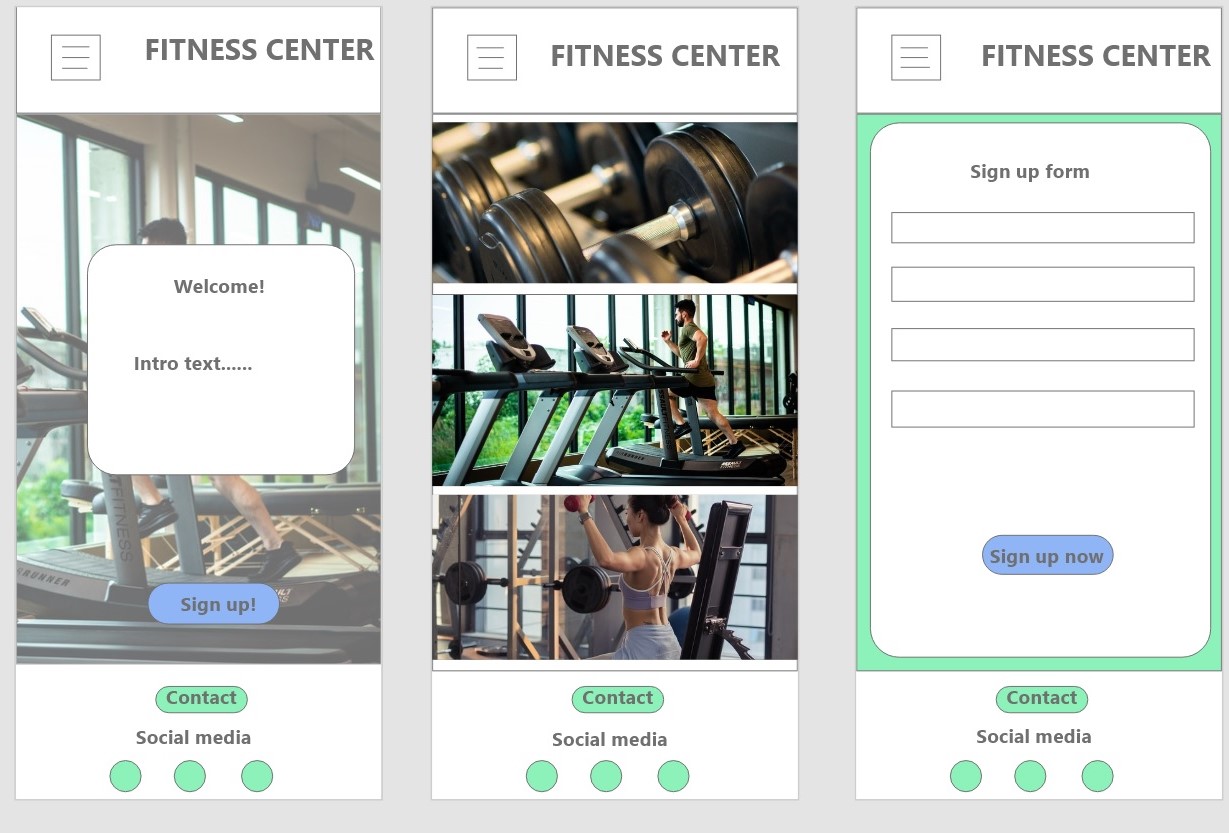 FITNESS CENTER
Welcome!
Intro text......
Sign up!
Contact
Social media
FITNESS CENTER
Contact
Social media
FITNESS CENTER
Sign up form
Sign up now
Contact
Social media